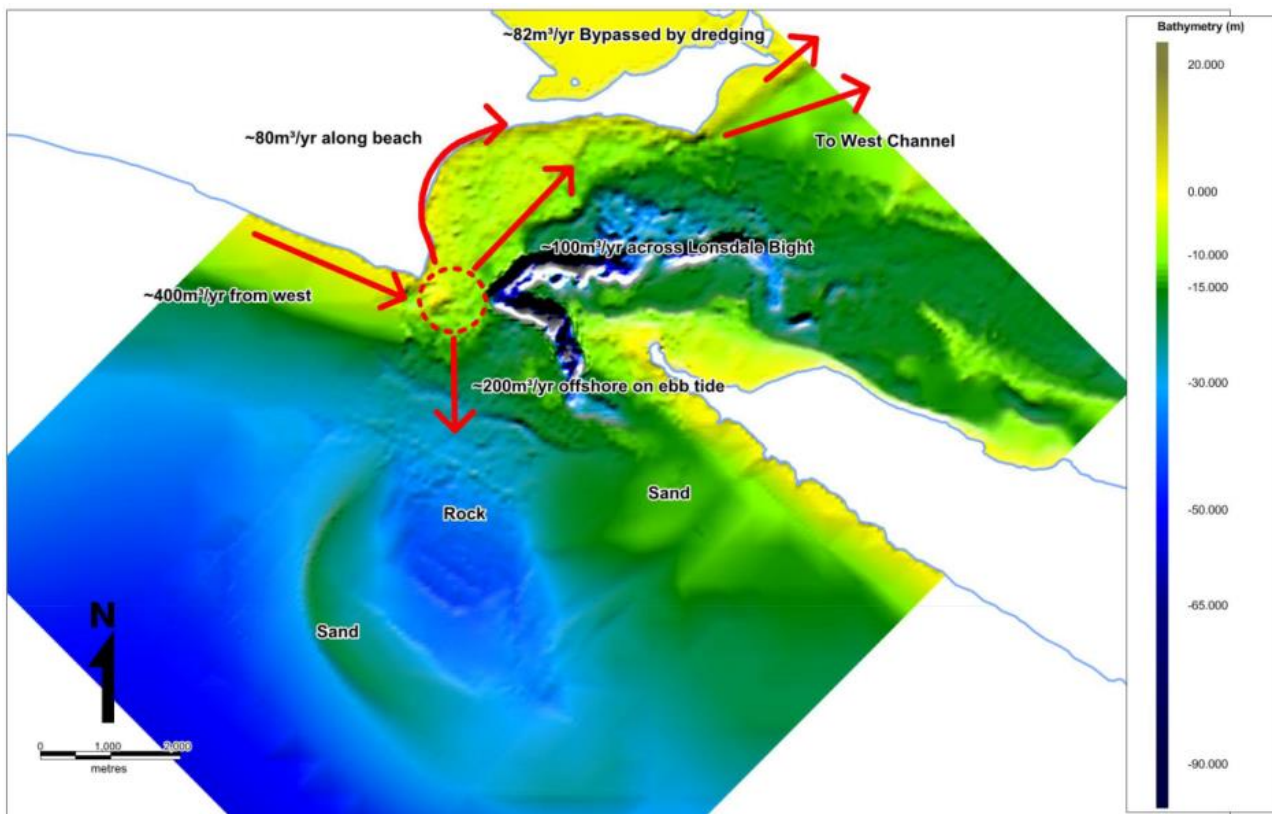 ~82m³/yr Bypassed by dredging
~80m³/yr along beach
To West Channel
~100m³/yr across Lonsdale Bight
~400m³/yr from west
~200m³/yr offshore on ebb tide
Sand
Rock
Sand
N
0 1,000 2,000
metres
Bathymetry (m)
20.000
0.000
-10.000
-15.000
-30.000
-50.000
-65.000
-90.000